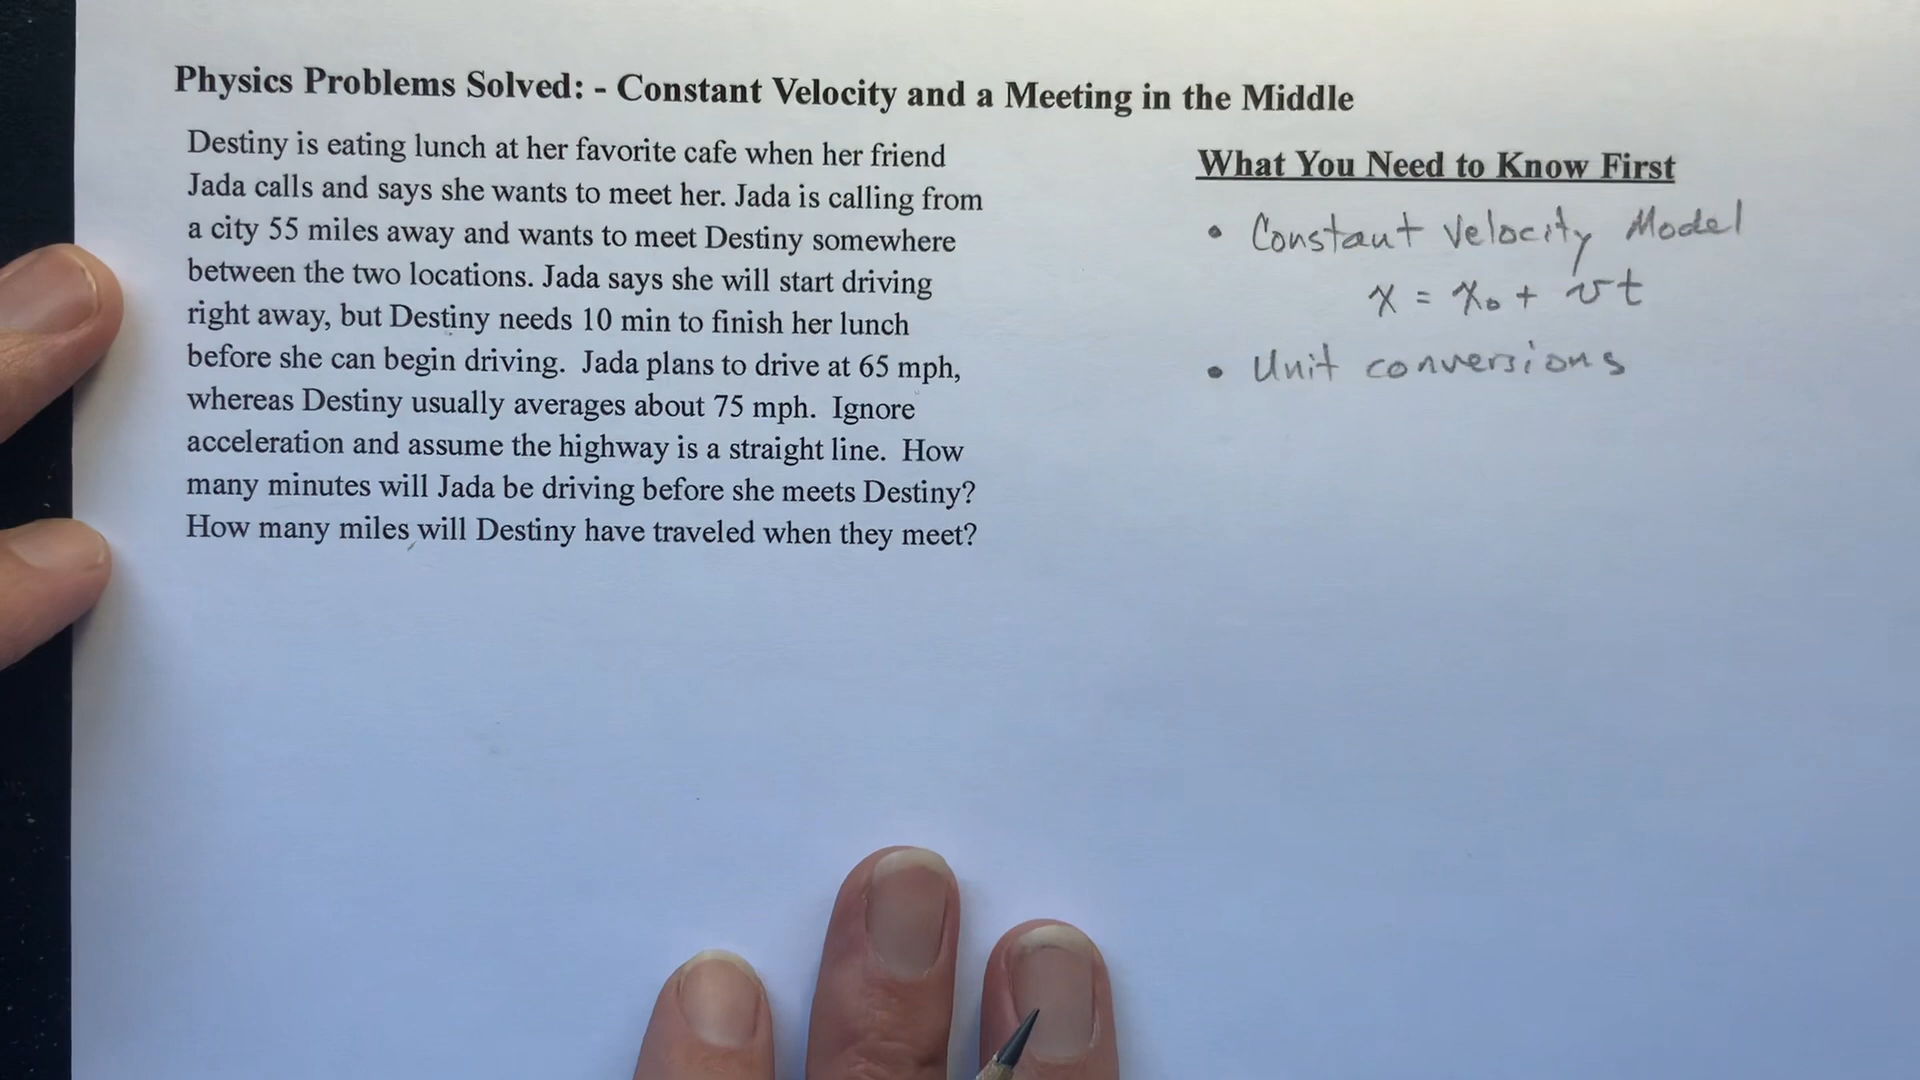 Physics Problems Solved: - Constant Velocity and a Meeting in the Middle
Destiny is eating lunch at her favorite cafe when her friend
Jada calls and says she wants to meet her. Jada is calling from
a city 55 miles away and wants to meet Destiny somewhere
between the two locations. Jada says she will start driving
right away, but Destiny needs 10 min to finish her lunch
before she can begin driving. Jada plans to drive at 65 mph,
whereas Destiny usually averages about 75 mph. Ignore
acceleration and assume the highway is a straight line. How
many minutes will Jada be driving before she meets Destiny?
How many miles will Destiny have traveled when they meet?
What You Need to Know First
• Constant Velocity Model
x = x₀ + vt
• Unit conversions